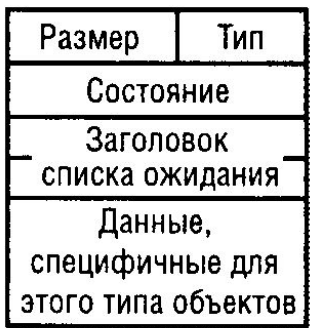 Размер Тип
Состояние
Заголовок
списка ожидания
Данные,
специфичные для
этого типа объектов